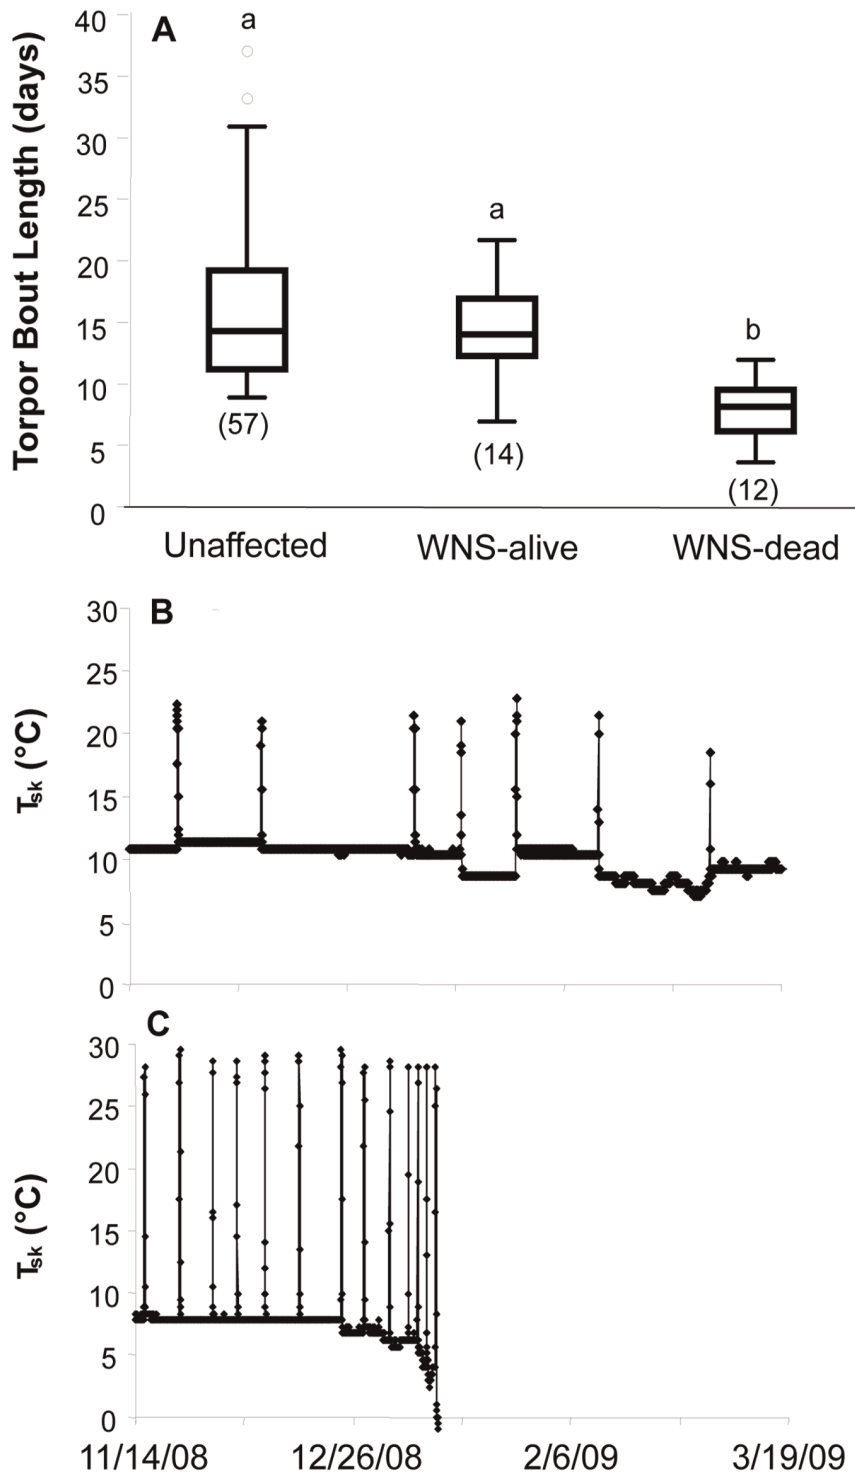 A
Torpor Bout Length (days)
40
35
30
25
20
15
10
5
0
a
a
b
(57)
(14)
(12)
Unaffected
WNS-alive
WNS-dead
B
Tsk (°C)
30
25
20
15
10
5
0
C
Tsk (°C)
30
25
20
15
10
5
0
11/14/08
12/26/08
2/6/09
3/19/09